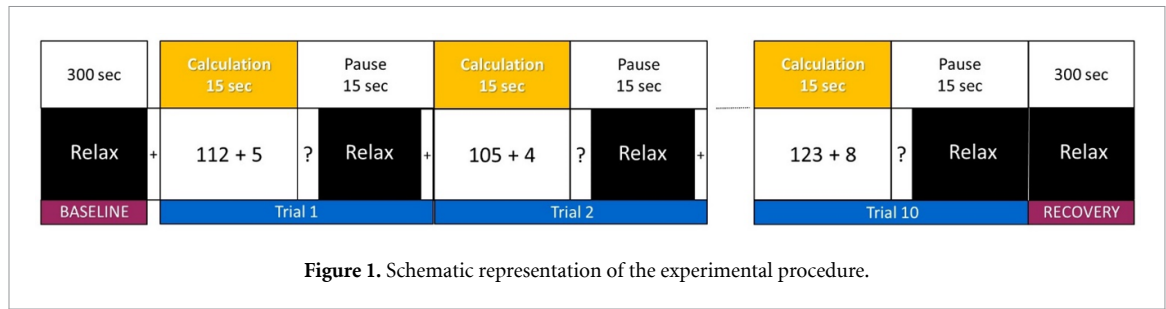 300 sec
Calculation
15 sec
Pause
15 sec
Calculation
15 sec
Pause
15 sec
Calculation
15 sec
Pause
15 sec
300 sec
Relax + 112 + 5 ? Relax + 105 + 4 ? Relax + 123 + 8 ? Relax Relax
BASELINE Trial 1 Trial 2 Trial 10 RECOVERY
Figure 1. Schematic representation of the experimental procedure.